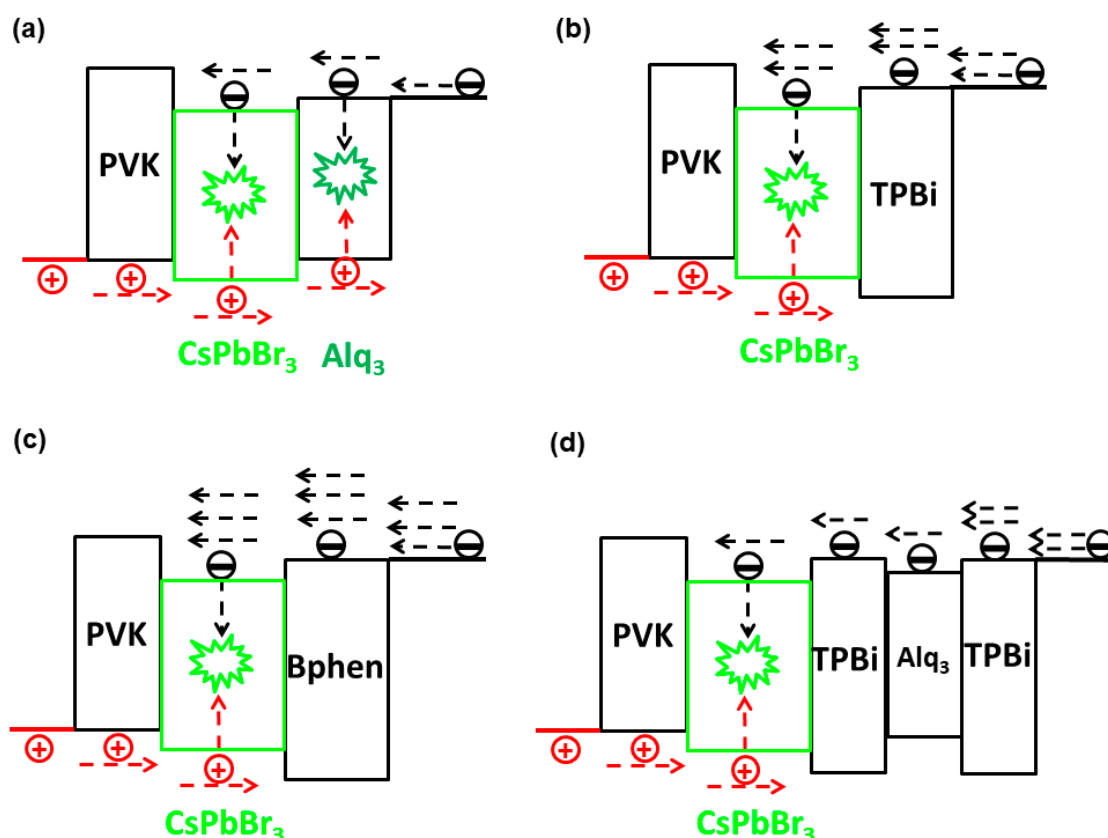 (a)
PVK
CsPbBr₃
Alq₃
(b)
PVK
TPBi
CsPbBr₃
(c)
PVK
Bphen
CsPbBr₃
(d)
PVK
TPBi
Alq₃
TPBi
CsPbBr₃